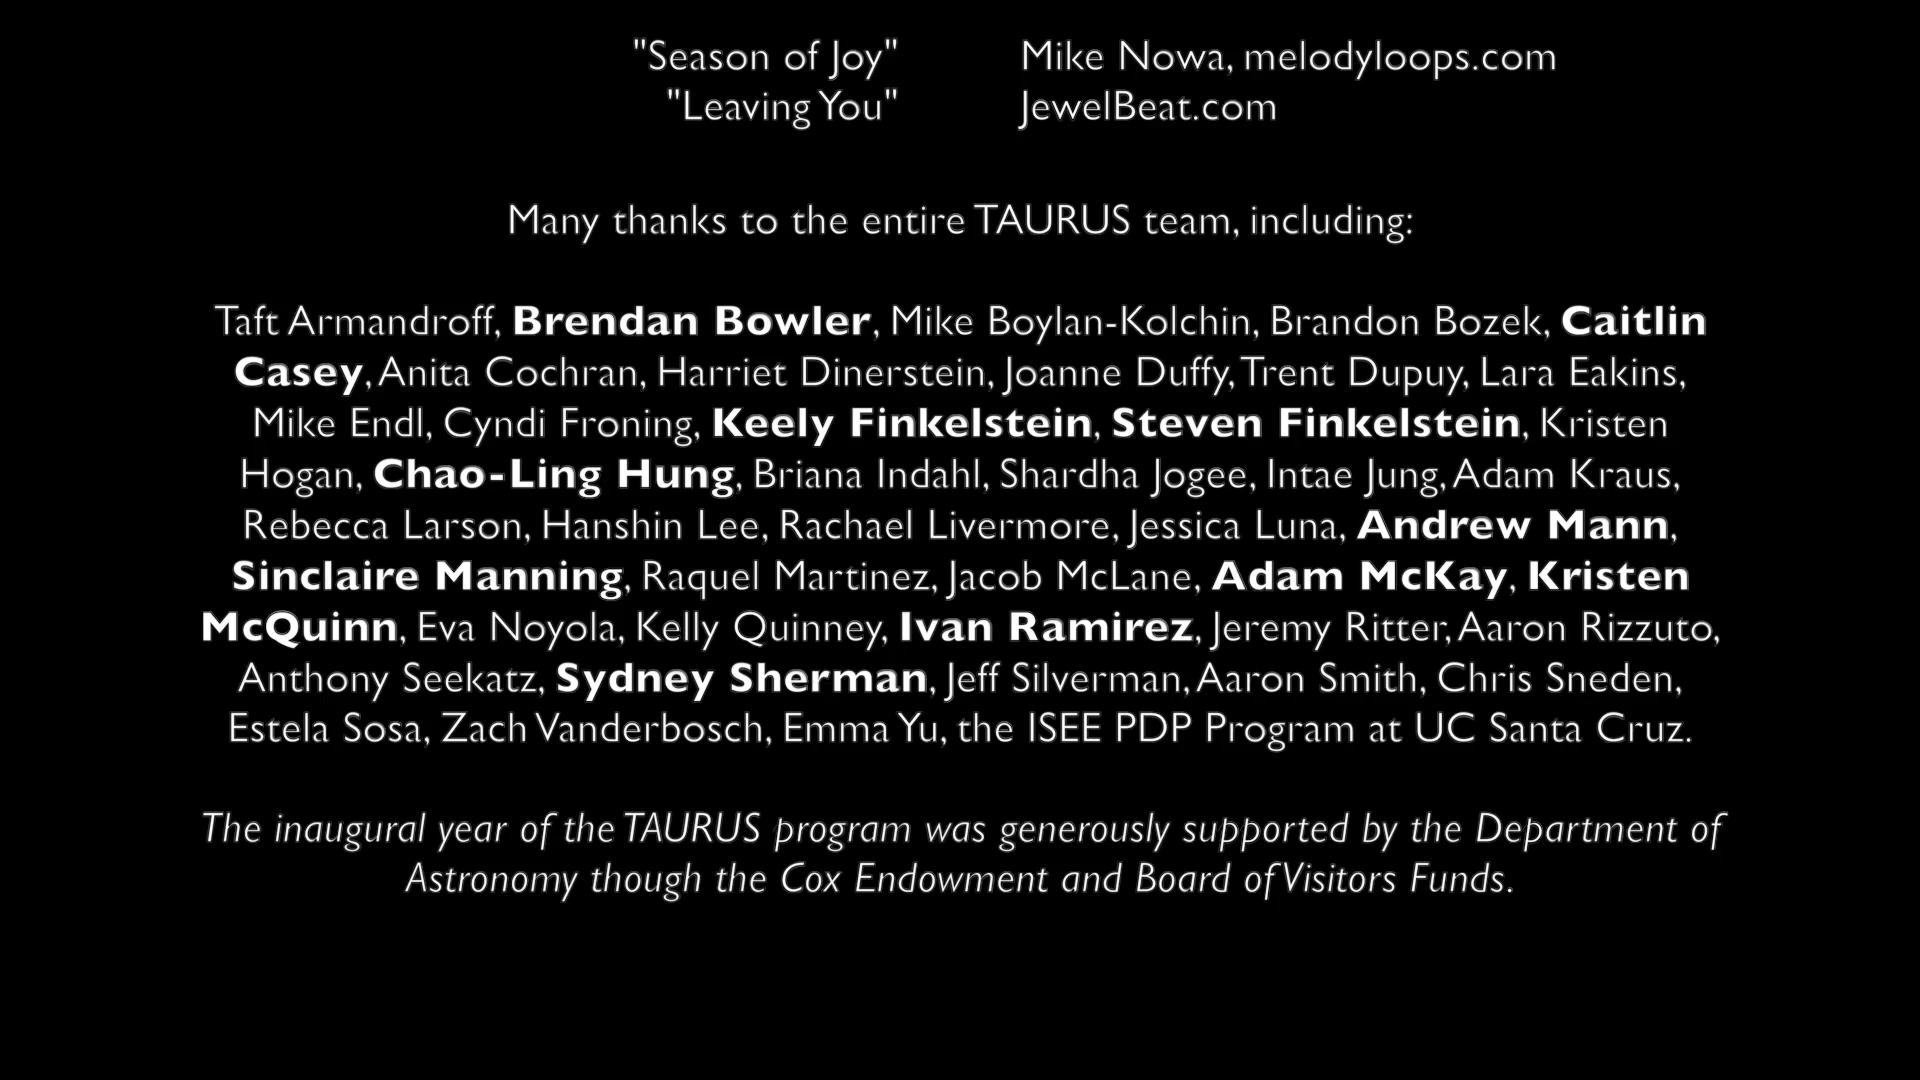 "Season of Joy" Mike Nowa, melodyloops.com
"Leaving You" JewelBeat.com
Many thanks to the entire TAURUS team, including:
Taft Armandroff, Brendan Bowler, Mike Boylan-Kolchin, Brandon Bozek, Caitlin
Casey, Anita Cochran, Harriet Dinerstein, Joanne Duffy, Trent Dupuy, Lara Eakins,
Mike Endl, Cyndi Froning, Keely Finkelstein, Steven Finkelstein, Kristen
Hogan, Chao-Ling Hung, Briana Indahl, Shardha Jogee, Intae Jung, Adam Kraus,
Rebecca Larson, Hanshin Lee, Rachael Livermore, Jessica Luna, Andrew Mann,
Sinclaire Manning, Raquel Martinez, Jacob McLane, Adam McKay, Kristen
McQuinn, Eva Noyola, Kelly Quinney, Ivan Ramirez, Jeremy Ritter, Aaron Rizzuto,
Anthony Seekatz, Sydney Sherman, Jeff Silverman, Aaron Smith, Chris Sneden,
Estela Sosa, Zach Vanderbosch, Emma Yu, the ISEE PDP Program at UC Santa Cruz.
The inaugural year of the TAURUS program was generously supported by the Department of
Astronomy though the Cox Endowment and Board of Visitors Funds.